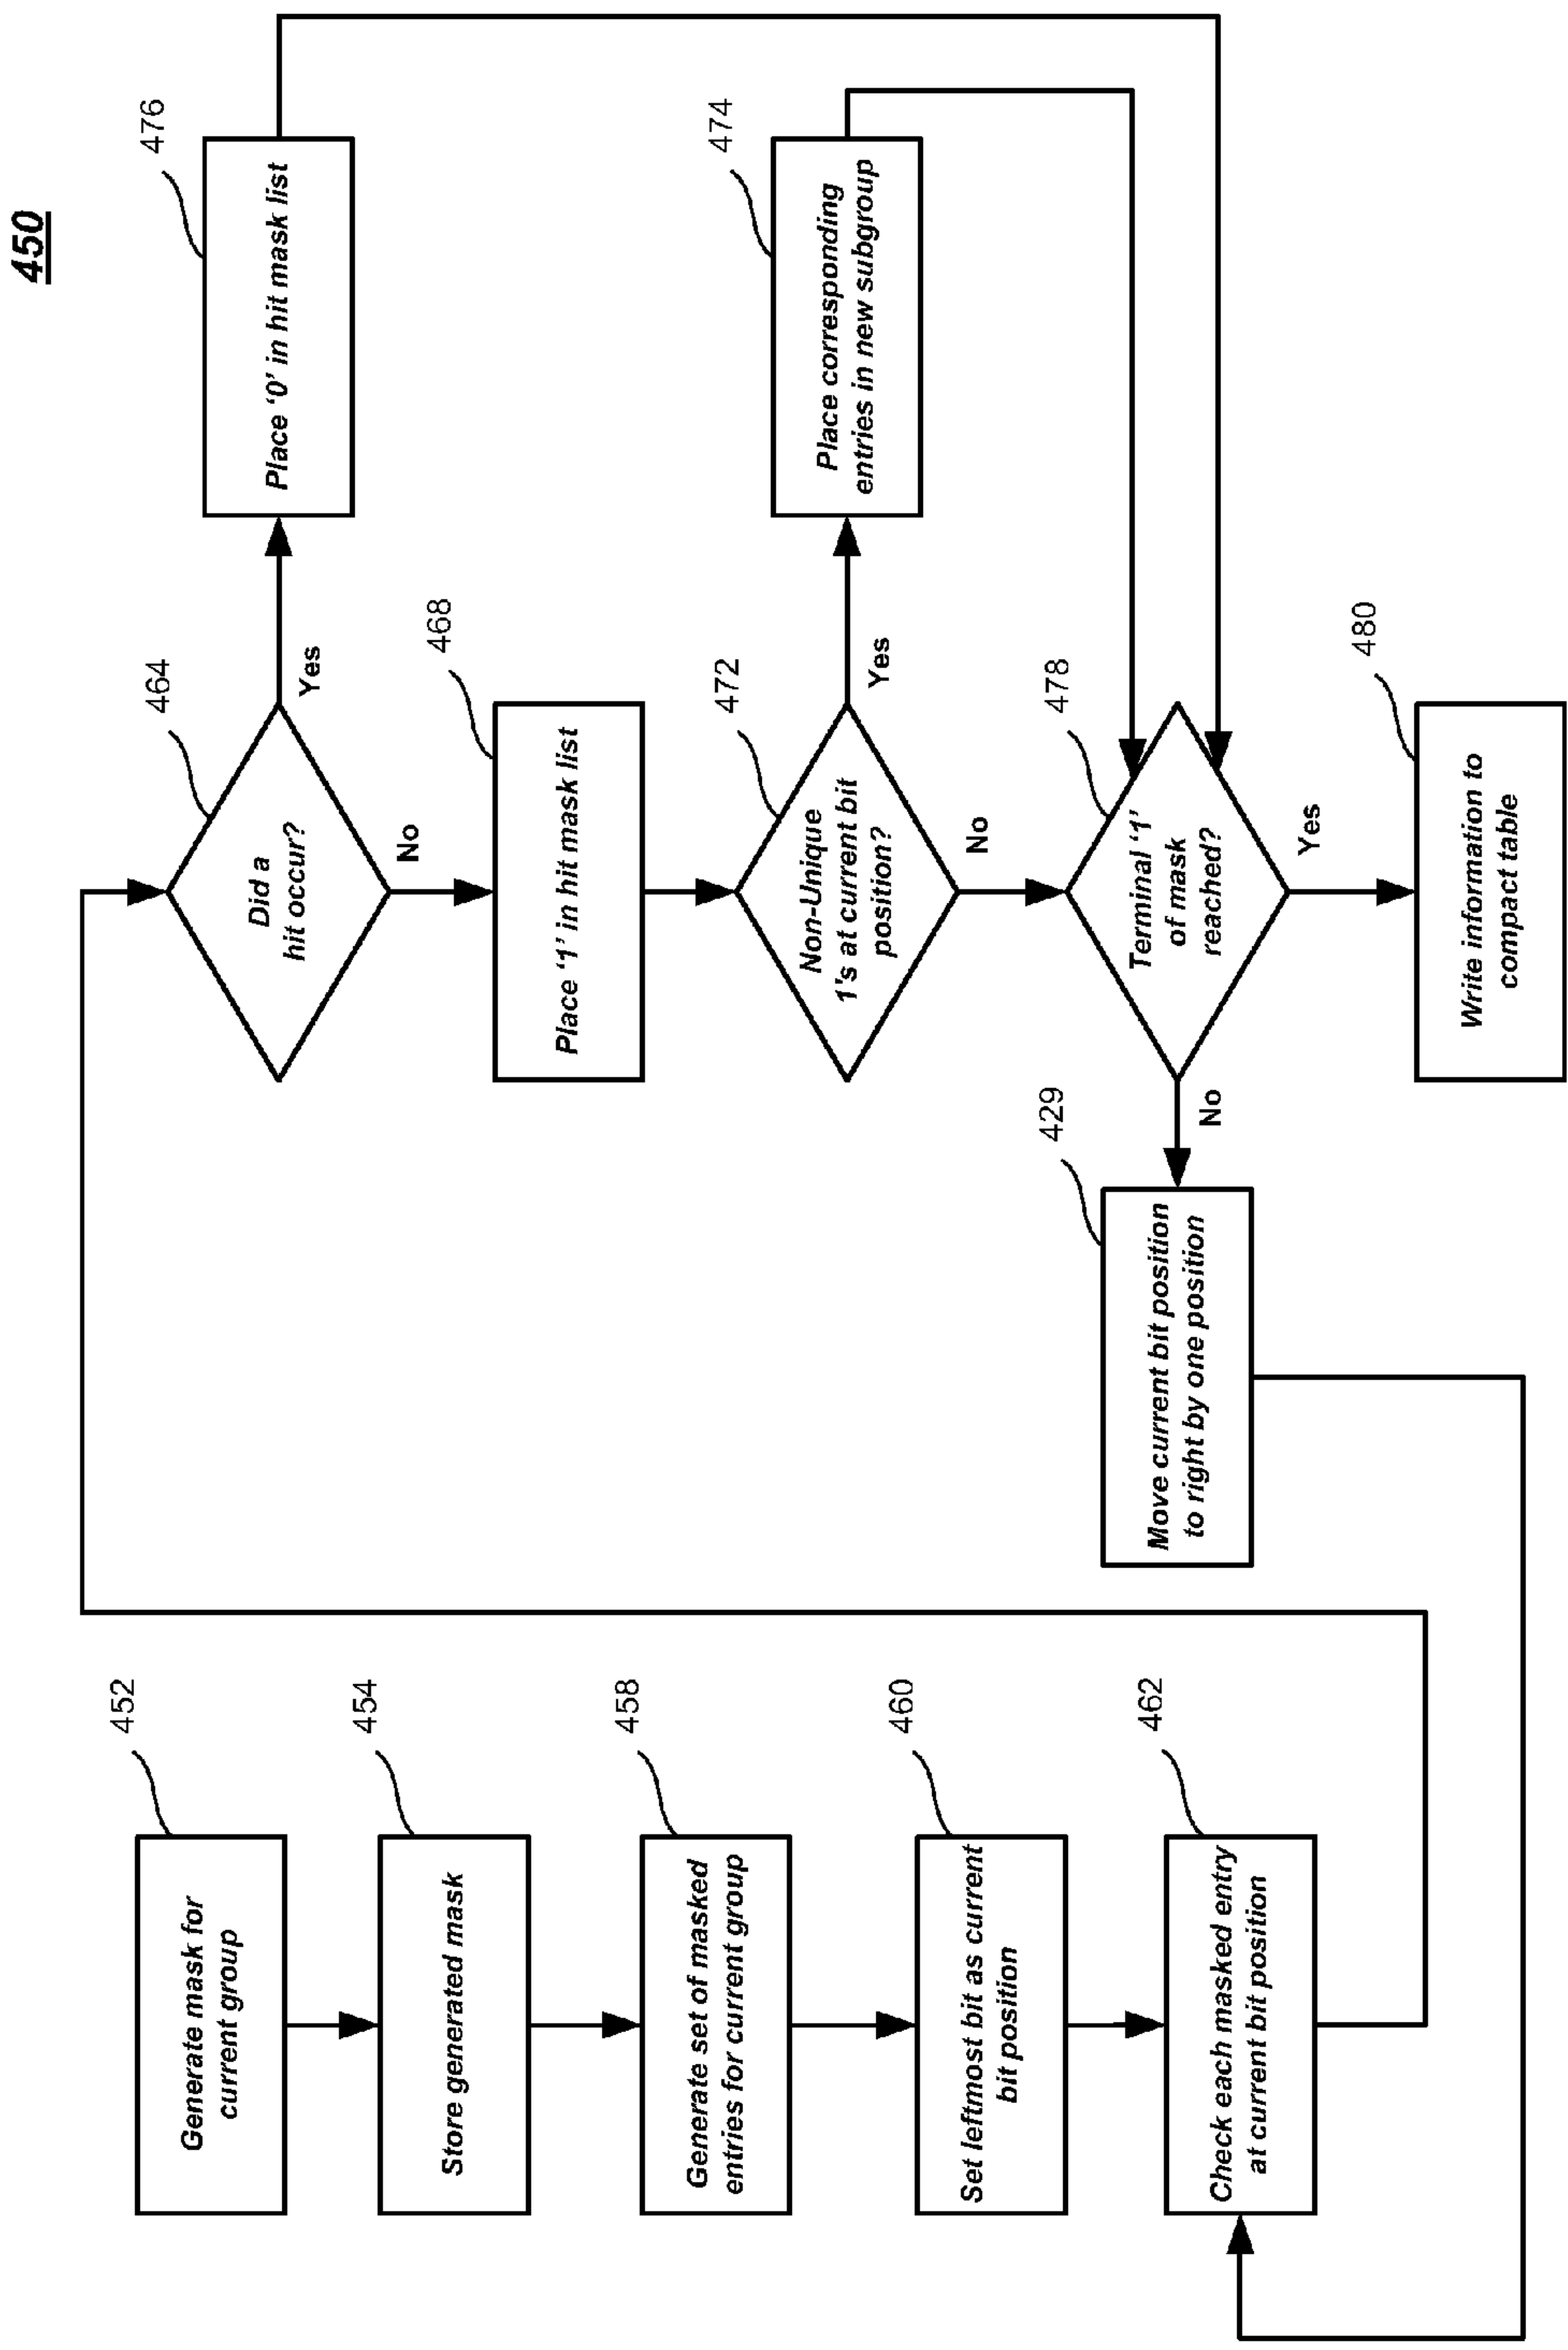 450
452
Generate mask for
current group
454
Store generated mask
458
Generate set of masked
entries for current group
460
Set leftmost bit as current
bit position
462
Check each masked entry
at current bit position
464
Did a
hit occur?
Yes
No
476
Place ‘0’ in hit mask list
468
Place ‘1’ in hit mask list
472
Non-Unique
1's at current bit
position?
Yes
No
474
Place corresponding
entries in new subgroup
478
Terminal ‘1’
of mask
reached?
No
Yes
429
Move current bit position
to right by one position
480
Write information to
compact table